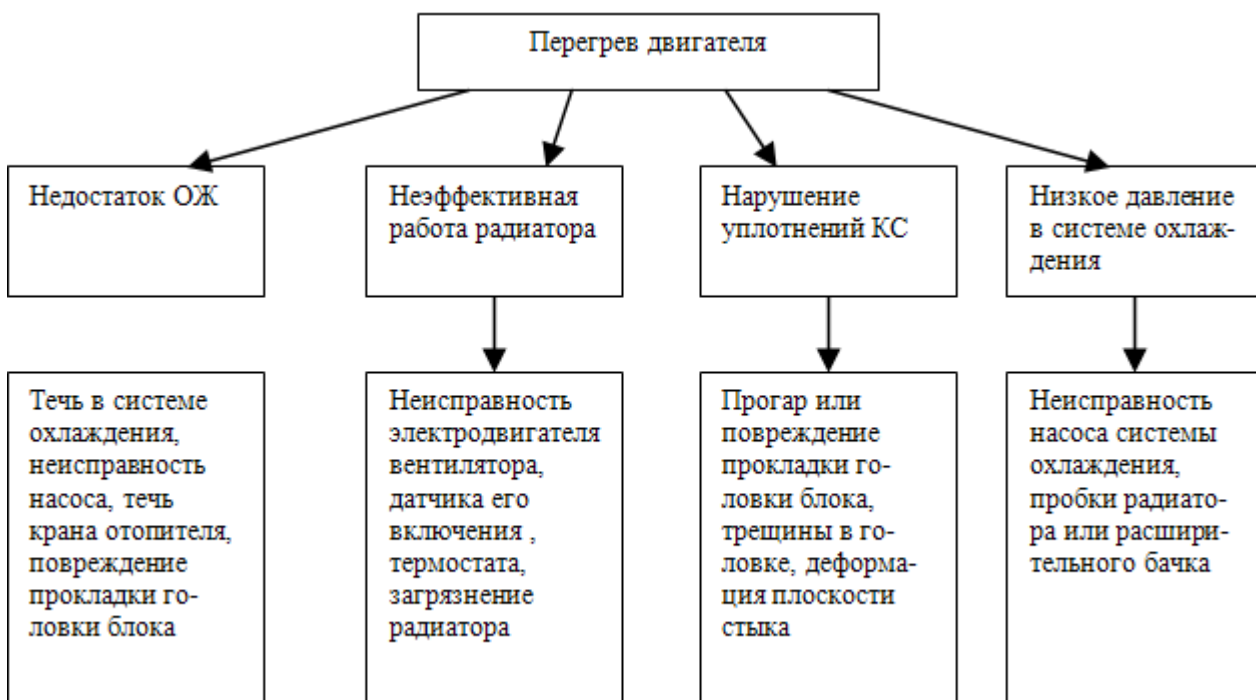 Перегрев двигателя
Недостаток ОЖ
Неэффективная
работа радиатора
Нарушение
уплотнений КС
Низкое давление
в системе охлаж-
дения
Течь в системе
охлаждения,
неисправность
насоса, течь
крана отопителя,
повреждение
прокладки го-
ловки блока
Неисправность
электродвигателя
вентилятора,
датчика его
включения ,
термостата,
загрязнение
радиатора
Прогар или
повреждение
прокладки го-
ловки блока,
трещины в го-
ловке, деформа-
ция плоскости
стыка
Неисправность
насоса системы
охлаждения,
пробки радиато-
ра или расшири-
тельного бачка